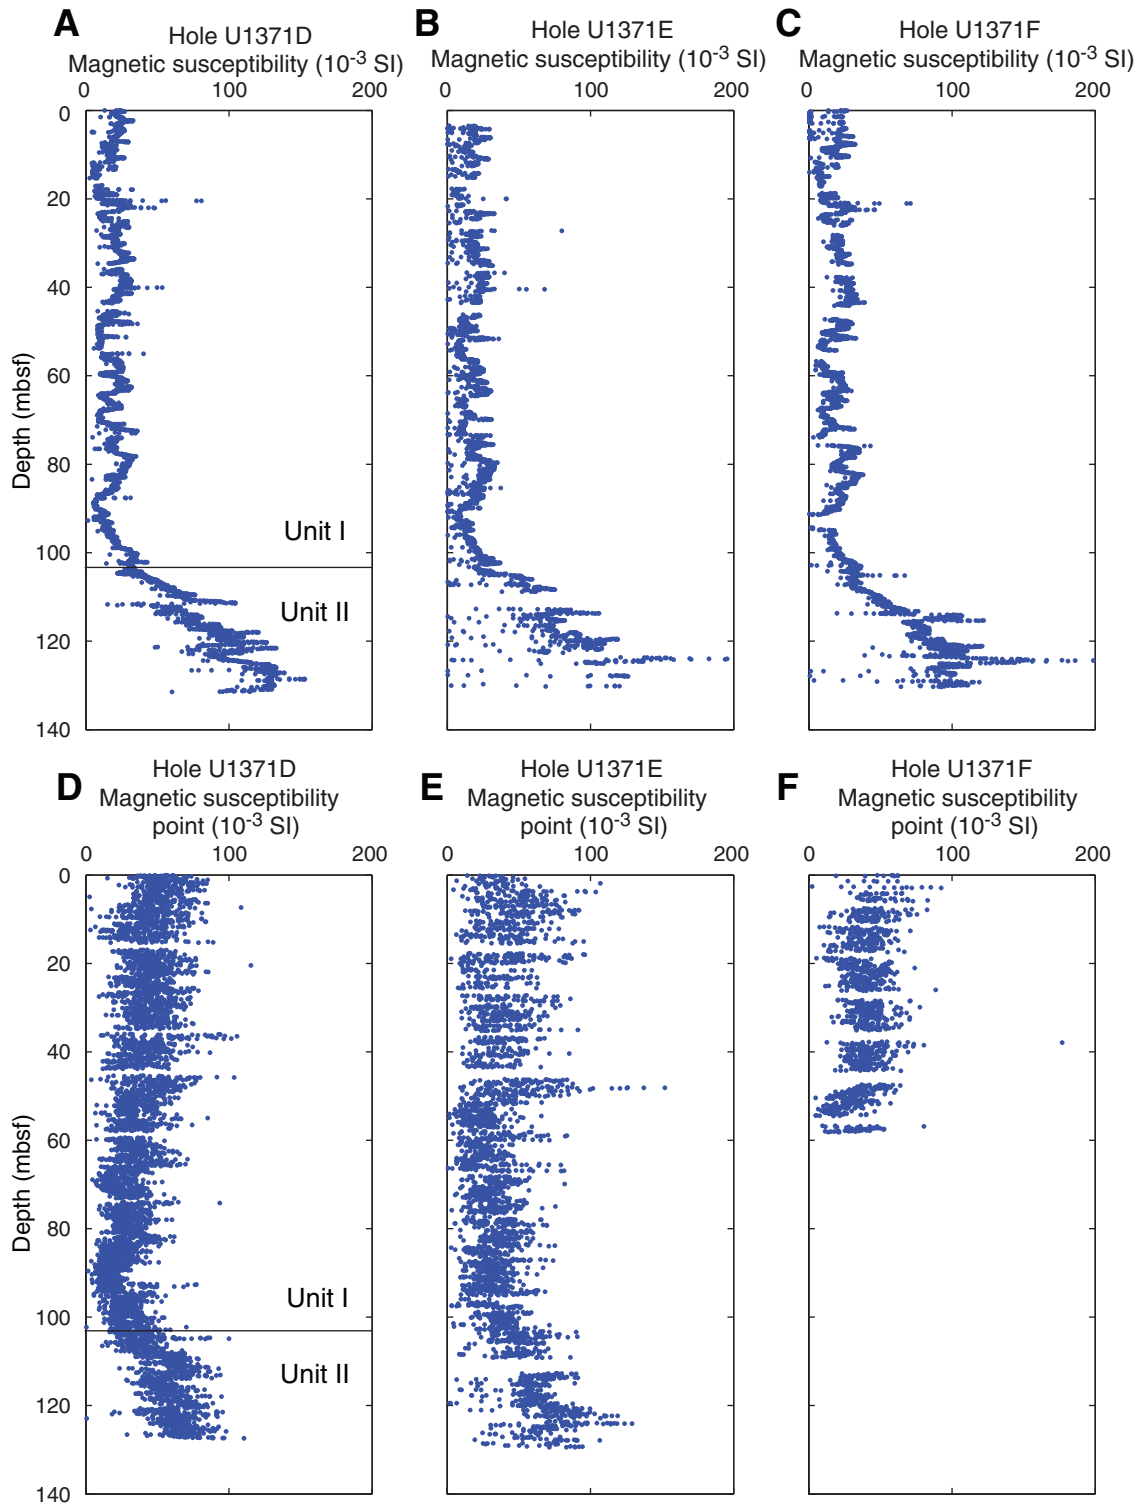 A
Hole U1371D
Magnetic susceptibility (10-3 SI)
0 100 200
B
Hole U1371E
Magnetic susceptibility (10-3 SI)
0 100 200
C
Hole U1371F
Magnetic susceptibility (10-3 SI)
0 100 200
Depth (mbsf)
0
20
40
60
80
100
120
140
Unit I
Unit II
D
Hole U1371D
Magnetic susceptibility
point (10-3 SI)
0 100 200
E
Hole U1371E
Magnetic susceptibility
point (10-3 SI)
0 100 200
F
Hole U1371F
Magnetic susceptibility
point (10-3 SI)
0 100 200
Depth (mbsf)
0
20
40
60
80
100
120
140
Unit I
Unit II